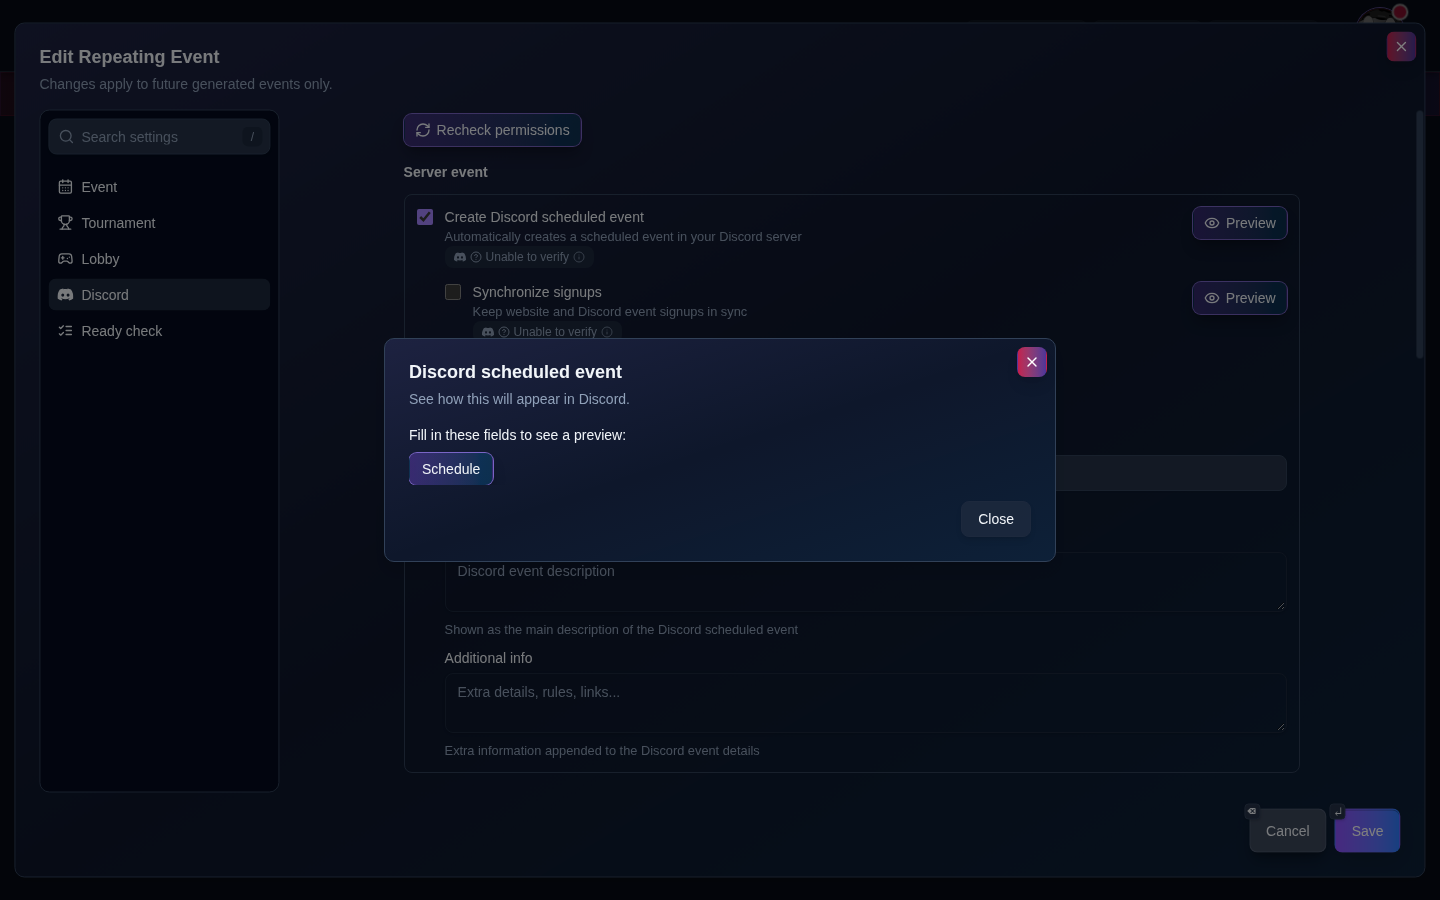 Edit Repeating Event
Changes apply to future generated events only.
Search settings /
Event
Tournament
Lobby
Discord
Ready check
Recheck permissions
Server event
Create Discord scheduled event
Automatically creates a scheduled event in your Discord server
Unable to verify
Preview
Synchronize signups
Keep website and Discord event signups in sync
Unable to verify
Preview
Discord scheduled event
See how this will appear in Discord.
Fill in these fields to see a preview:
Schedule
Close
Discord event description
Shown as the main description of the Discord scheduled event
Additional info
Extra details, rules, links...
Extra information appended to the Discord event details
Cancel
Save